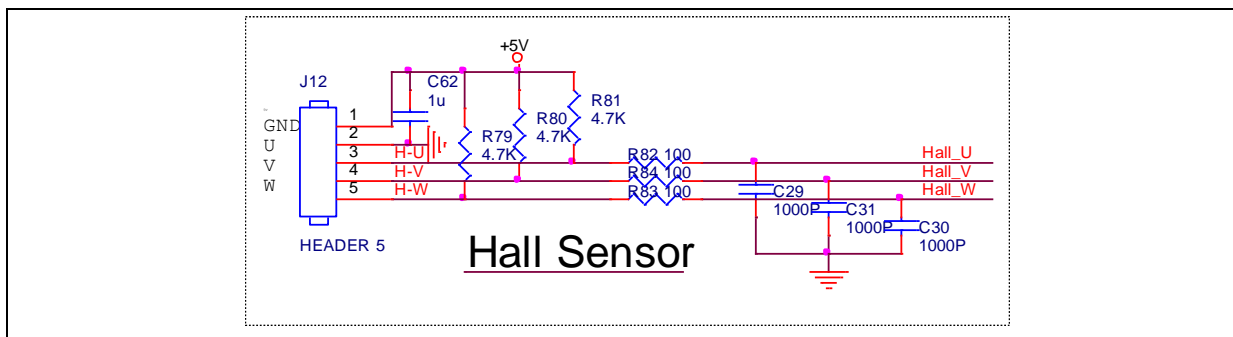 +5V
J12
C62
1u
R81
4.7K
R80
4.7K
R79
4.7K
GND
U
V
W
1
2
3
4
5
H-U
H-V
H-W
R82 100
R84 100
R83 100
Hall_U
Hall_V
Hall_W
C29
1000P
C31
1000P
C30
1000P
HEADER 5
Hall Sensor